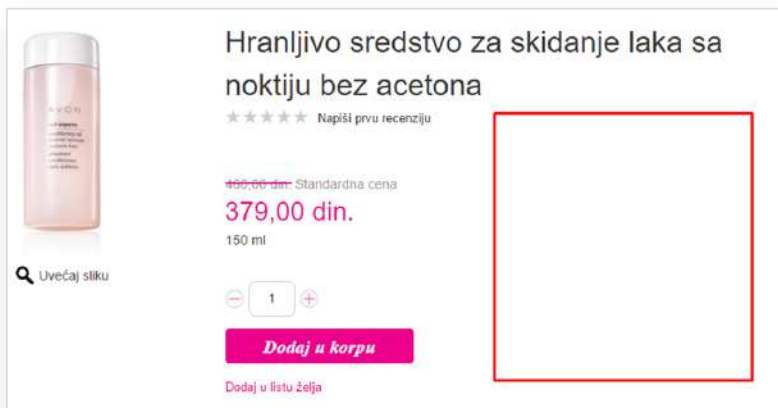 Hranljivo sredstvo za skidanje laka sa
noktiju bez acetona
Napiši prvu recenziju
AVON
Standardna cena
379,00 din.
150 ml
Uvećaj sliku
1
Dodaj u korpu
Dodaj u listu želja